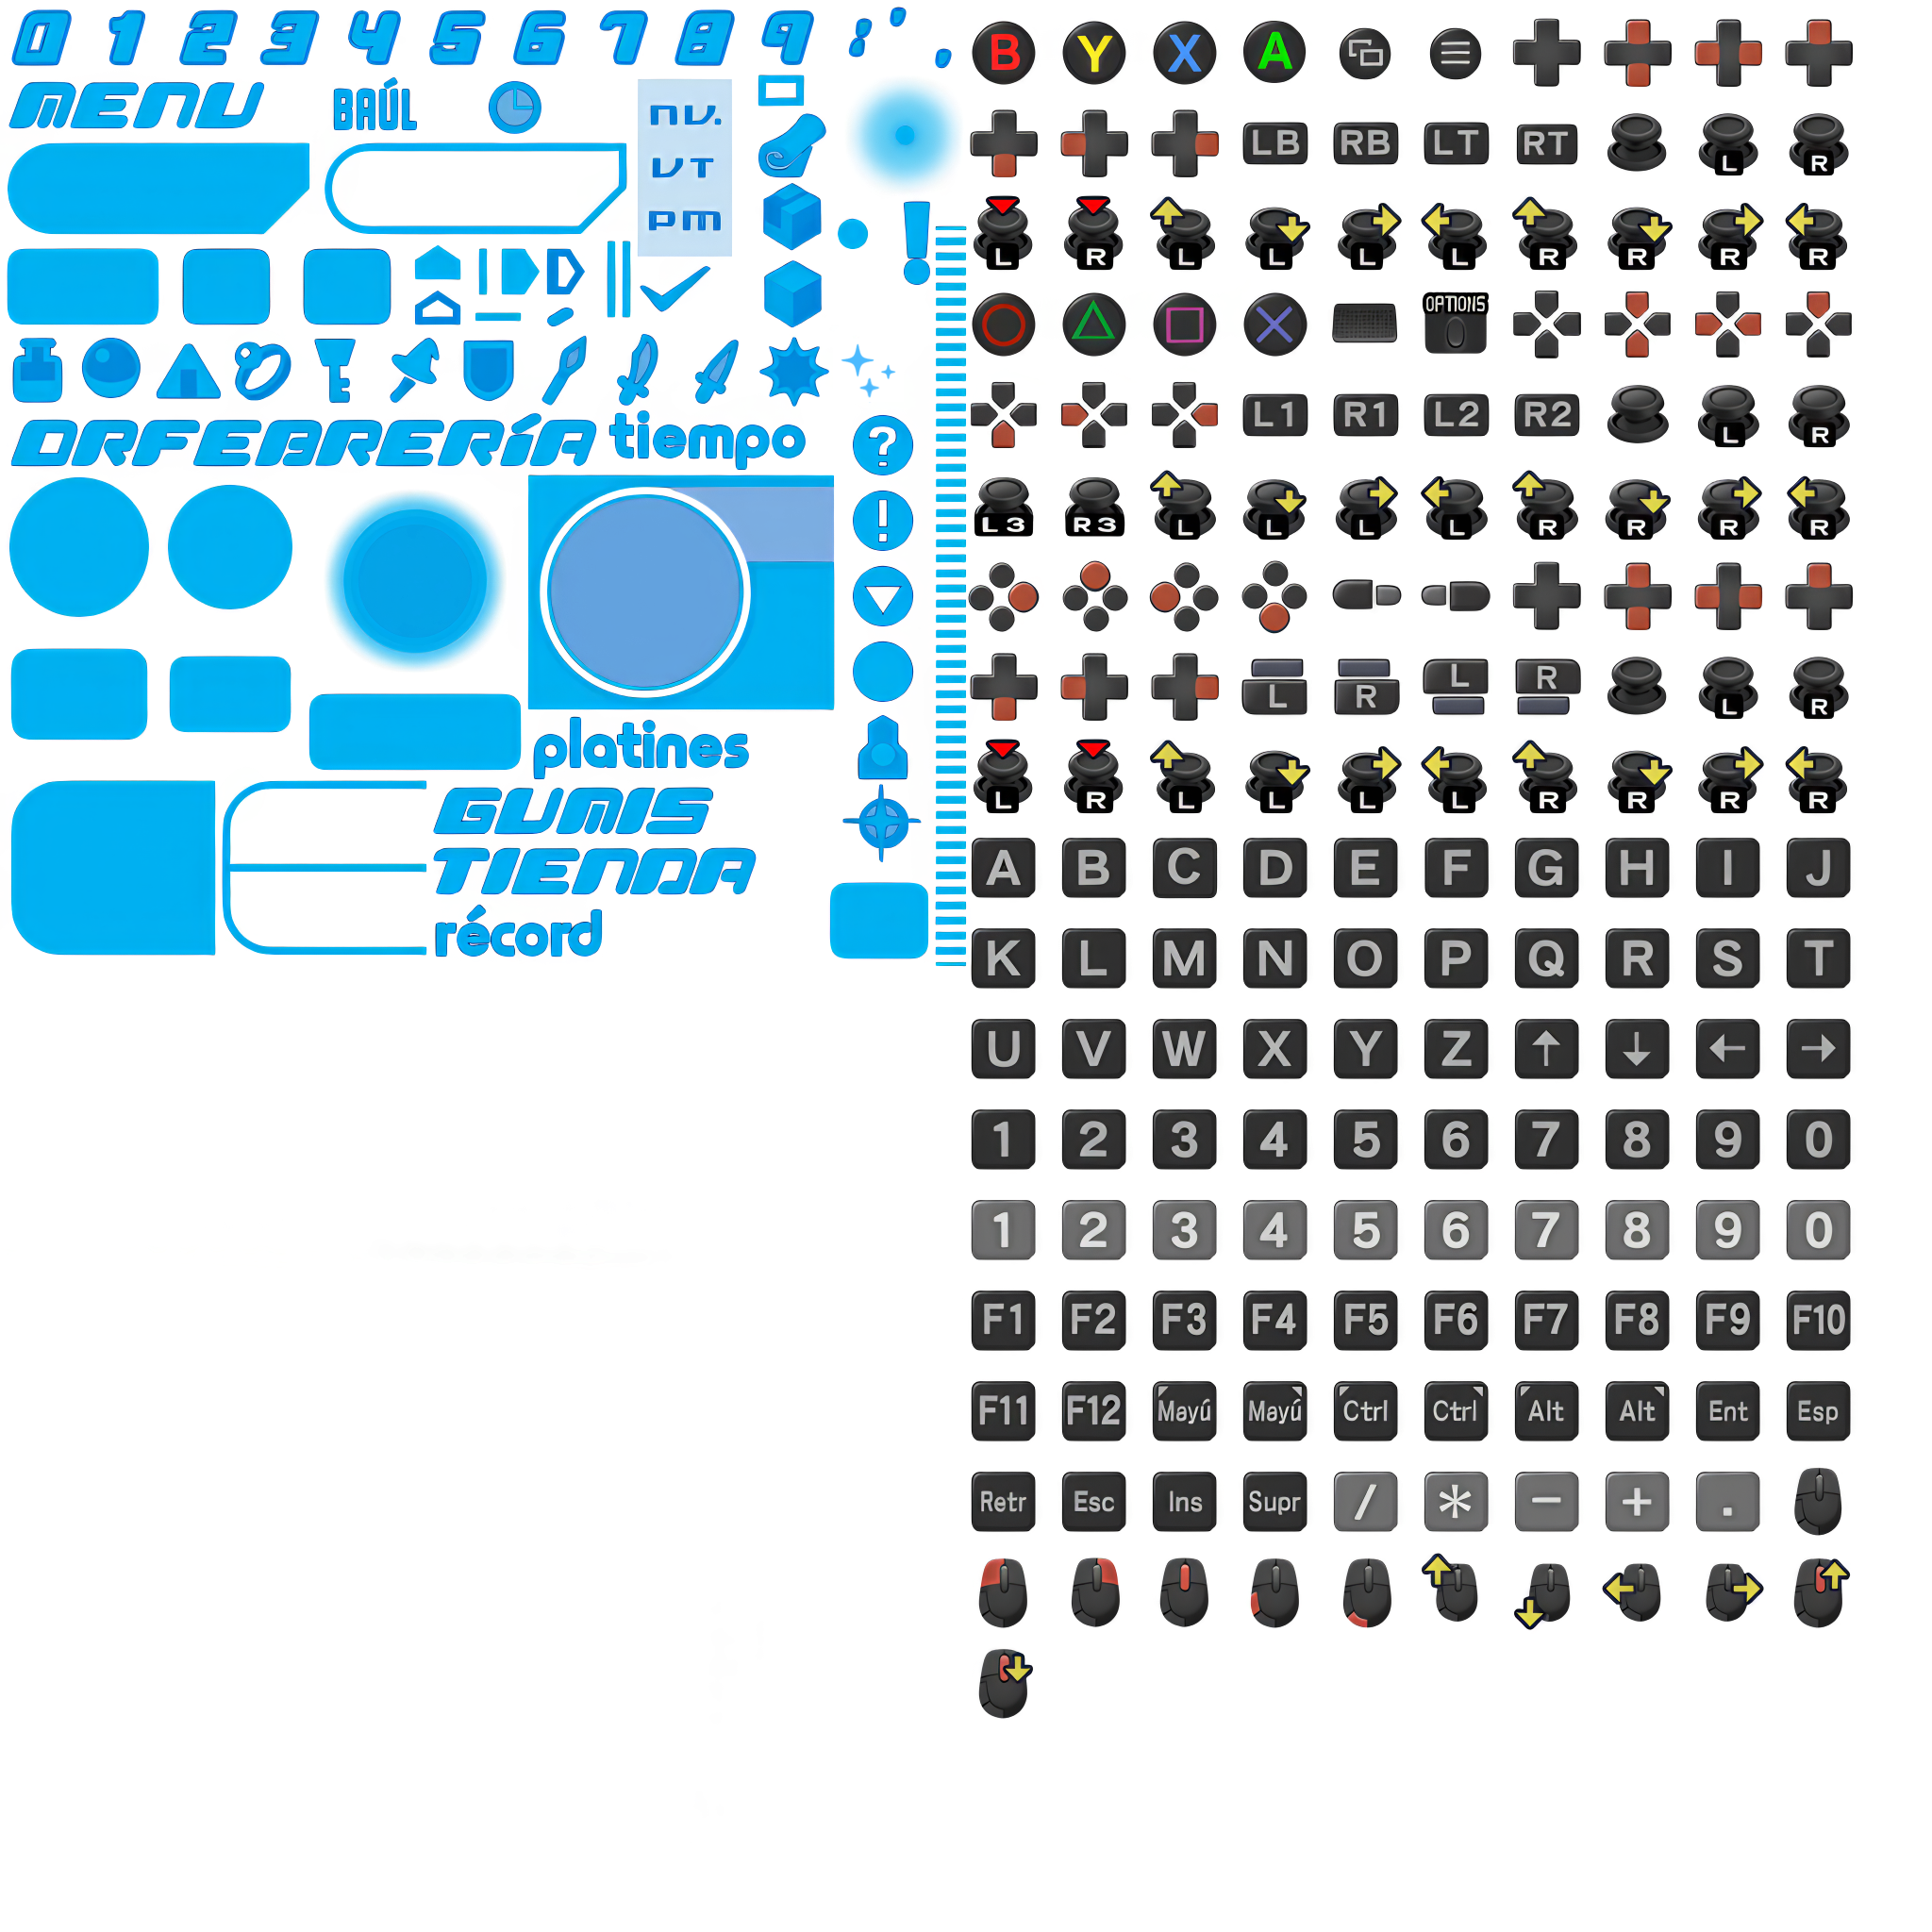 0 1 2 3 4 5 6 7 8 9 : ' ,
MENU
BAÚL
nv.
VT
PM
!
ORFEBRERÍA
tiempo
?
!
platines
GUMIS
TIENDA
récord
B Y X A
LB RB LT RT L R
L R L L L L R R R R
OPTIONS
L1 R1 L2 R2 L R
L3 R3 L L L L R R R R
L R L R L R
L R L L L L R R R R
A B C D E F G H I J
K L M N O P Q R S T
U V W X Y Z ↑ ↓ ← →
1 2 3 4 5 6 7 8 9 0
1 2 3 4 5 6 7 8 9 0
F1 F2 F3 F4 F5 F6 F7 F8 F9 F10
F11 F12 Mayú Mayú Ctrl Ctrl Alt Alt Ent Esp
Retr Esc Ins Supr / * - + .